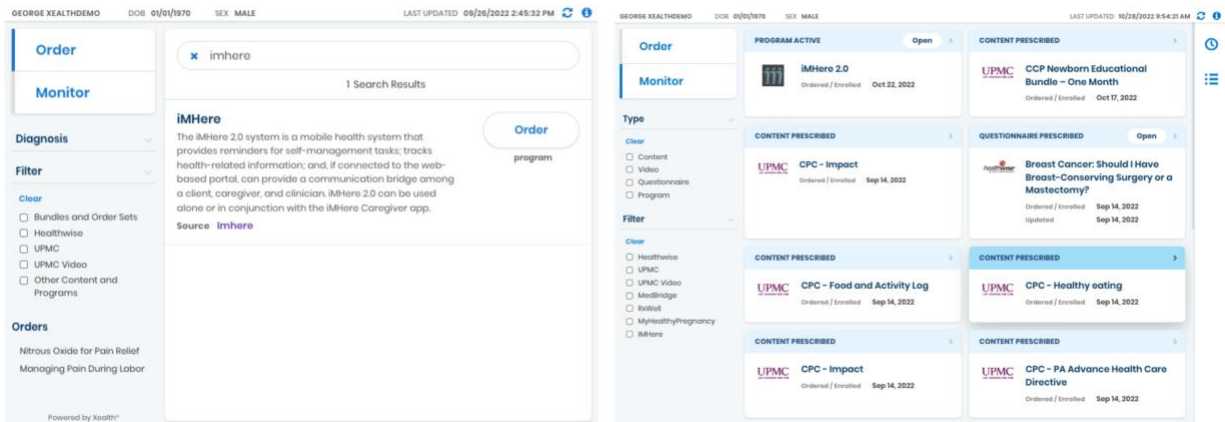 GEORGE XEALTHDEMO DOB 01/01/1970 SEX MALE LAST UPDATED 09/26/2022 2:45:32 PM
Order
Monitor
Diagnosis
Filter
Clear
Bundles and Order Sets
Healthwise
UPMC
UPMC Video
Other Content and
Programs
Orders
Nitrous Oxide for Pain Relief
Managing Pain During Labor
Powered by Xealth®
imhere
1 Search Results
iMHere
The iMHere 2.0 system is a mobile health system that
provides reminders for self-management tasks; tracks
health-related information; and, if connected to the web-
based portal, can provide a communication bridge among
a client, caregiver, and clinician. iMHere 2.0 can be used
alone or in conjunction with the iMHere Caregiver app.
Source Imhere
Order
program
GEORGE XEALTHDEMO DOB 01/01/1970 SEX MALE LAST UPDATED 10/28/2022 9:54:21 AM
Order
Monitor
Type
Clear
Content
Video
Questionnaire
Program
Filter
Clear
Healthwise
UPMC
UPMC Video
MedBridge
RxWell
MyHealthyPregnancy
IMHere
PROGRAM ACTIVE Open
iMHere 2.0
Ordered / Enrolled Oct 22, 2022
CONTENT PRESCRIBED
UPMC
CCP Newborn Educational
Bundle – One Month
Ordered / Enrolled Oct 17, 2022
CONTENT PRESCRIBED
UPMC
CPC - Impact
Ordered / Enrolled Sep 14, 2022
QUESTIONNAIRE PRESCRIBED Open
Healthwise
Breast Cancer: Should I Have
Breast-Conserving Surgery or a
Mastectomy?
Ordered / Enrolled Sep 14, 2022
Updated Sep 14, 2022
CONTENT PRESCRIBED
UPMC
CPC - Food and Activity Log
Ordered / Enrolled Sep 14, 2022
CONTENT PRESCRIBED
UPMC
CPC - Healthy eating
Ordered / Enrolled Sep 14, 2022
CONTENT PRESCRIBED
UPMC
CPC - Impact
Ordered / Enrolled Sep 14, 2022
CONTENT PRESCRIBED
UPMC
CPC - PA Advance Health Care
Directive
Ordered / Enrolled Sep 14, 2022